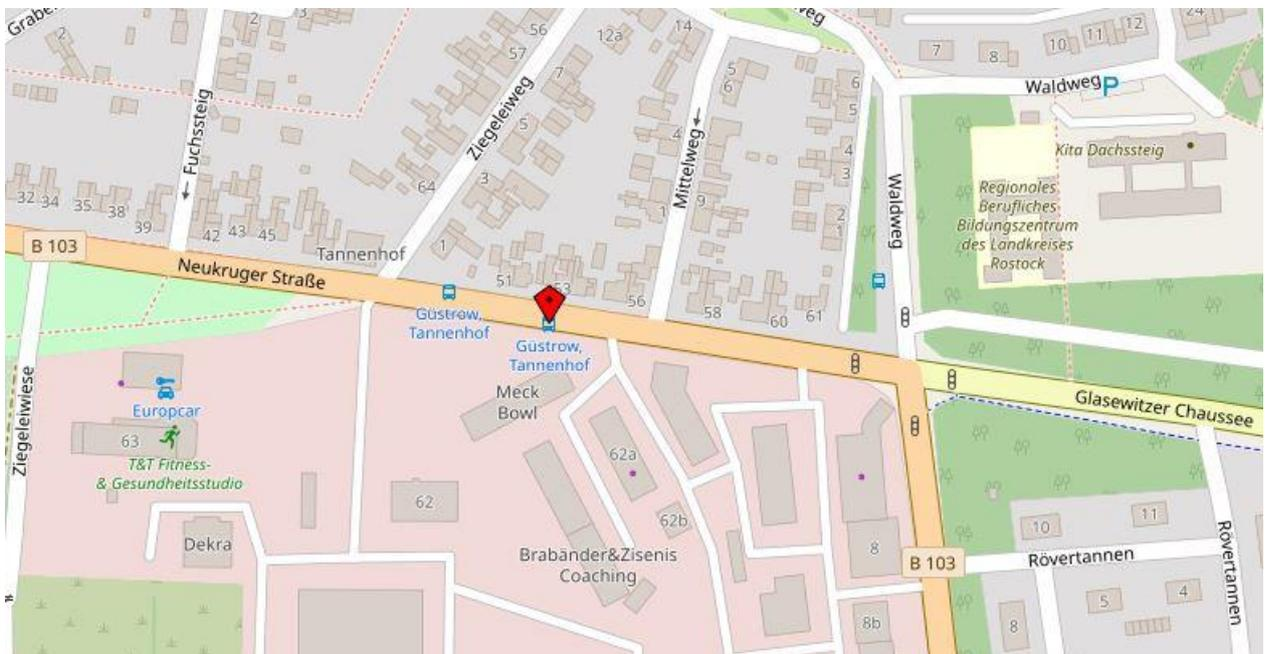 Waldweg
P
Kita Dachssteig
Regionales
Berufliches
Bildungszentrum
des Landkreises
Rostock
7
8
10
11
12
24
2
2
3
56
57
12a
14
7
5
3
64
1
Fuchssteig
Ziegeleiweg
Mittelweg
Waldweg
5
6
4
1
9
6
5
4
3
2
1
32
34
35
38
39
42
43
45
Tannenhof
51
53
56
58
60
61
B 103
Neukruger Straße
Güstrow,
Tannenhof
Güstrow,
Tannenhof
Glasewitzer Chaussee
Ziegeleiwiese
Europcar
63
T&T Fitness-
& Gesundheitsstudio
Meck
Bowl
62a
62
62b
Dekra
Brabänder&Zisenis
Coaching
8
8b
B 103
10
11
Rövertannen
Rövertannen
5
4
8